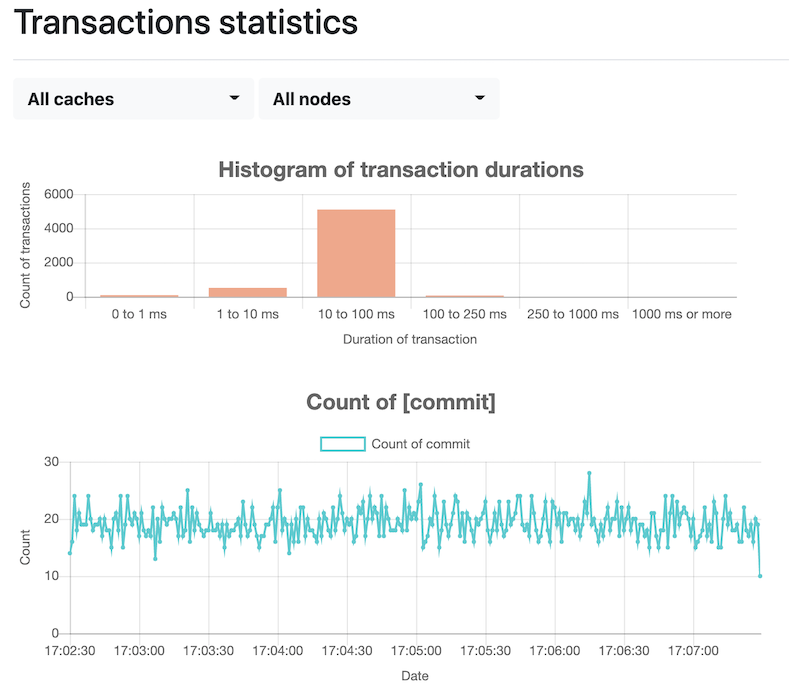 Transactions statistics
All caches All nodes
Histogram of transaction durations
Count of transactions
6000
4000
2000
0
0 to 1 ms 1 to 10 ms 10 to 100 ms 100 to 250 ms 250 to 1000 ms 1000 ms or more
Duration of transaction
Count of [commit]
Count of commit
Count
30
20
10
0
17:02:30 17:03:00 17:03:30 17:04:00 17:04:30 17:05:00 17:05:30 17:06:00 17:06:30 17:07:00
Date